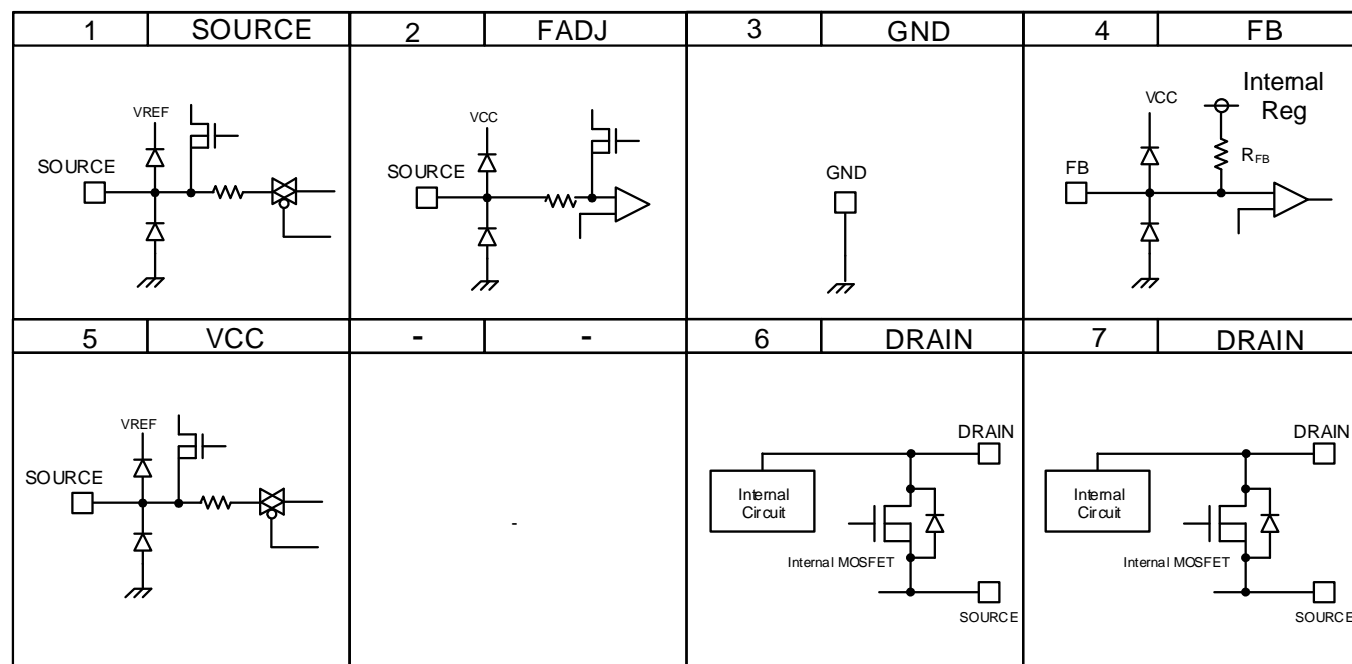 1 SOURCE 2 FADJ 3 GND 4 FB
VREF
SOURCE
VCC
SOURCE
GND
VCC
Internal
Reg
RFB
FB
5 VCC - - 6 DRAIN 7 DRAIN
VREF
SOURCE
-
DRAIN
Internal
Circuit
Internal MOSFET
SOURCE
DRAIN
Internal
Circuit
Internal MOSFET
SOURCE